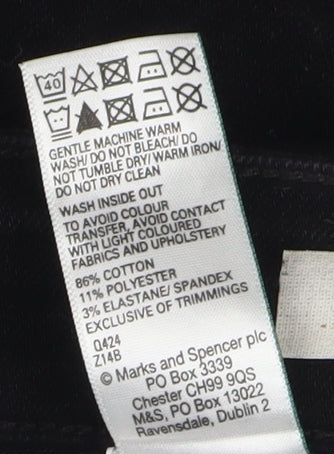 40
GENTLE MACHINE WARM
WASH/ DO NOT BLEACH/ DO
NOT TUMBLE DRY/ WARM IRON/
DO NOT DRY CLEAN
WASH INSIDE OUT
TO AVOID COLOUR
TRANSFER, AVOID CONTACT
WITH LIGHT COLOURED
FABRICS AND UPHOLSTERY
86% COTTON
11% POLYESTER
3% ELASTANE/ SPANDEX
EXCLUSIVE OF TRIMMINGS
Q424
Z14B
© Marks and Spencer plc
PO Box 3339
Chester CH99 9QS
M&S, PO Box 13022
Ravensdale, Dublin 2